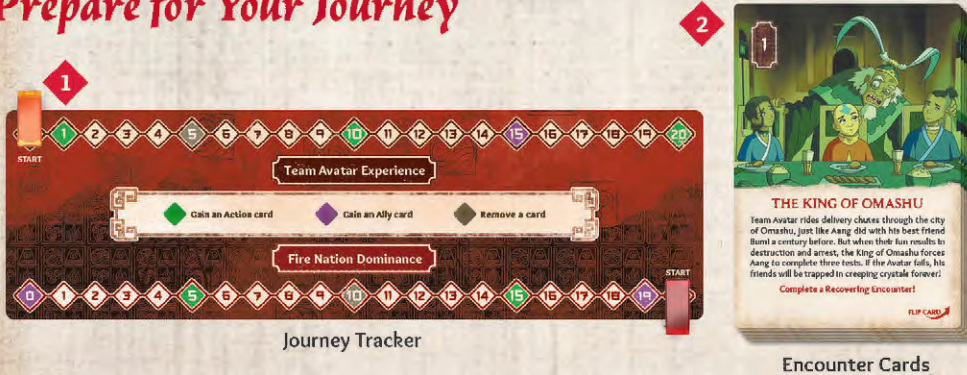 Prepare for Your Journey
1
START
1 2 3 4 5 6 7 8 9 10 11 12 13 14 15 16 17 18 19 20
Team Avatar Experience
Gain an Action card Gain an Ally card Remove a card
Fire Nation Dominance
START
0 1 2 3 4 5 6 7 8 9 10 11 12 13 14 15 16 17 18 19
Journey Tracker
2
1
THE KING OF OMASHU
Team Avatar rides delivery chutes through the city
of Omashu, just like Aang did with his best friend
Bumi a century before. But when their fun results in
destruction and arrest, the King of Omashu forces
Aang to complete three tests. If the Avatar fails, his
friends will be trapped in creeping crystals forever!
Complete a Recovering Encounter!
FLIP CARD
Encounter Cards